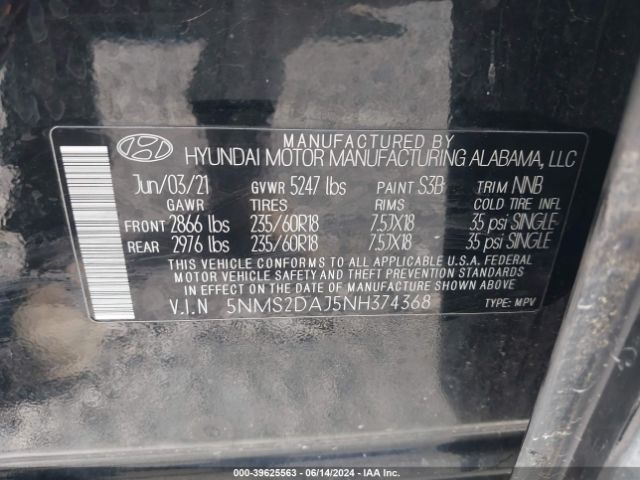 MANUFACTURED BY
HYUNDAI MOTOR MANUFACTURING ALABAMA, LLC
Jun/03/21 GVWR 5247 lbs PAINT S3B TRIM NNB
GAWR TIRES RIMS COLD TIRE INFL
FRONT 2866 lbs 235/60R18 7.5JX18 35 psi SINGLE
REAR 2976 lbs 235/60R18 7.5JX18 35 psi SINGLE
THIS VEHICLE CONFORMS TO ALL APPLICABLE U.S.A. FEDERAL
MOTOR VEHICLE SAFETY AND THEFT PREVENTION STANDARDS
IN EFFECT ON THE DATE OF MANUFACTURE SHOWN ABOVE.
V.I.N 5NMS2DAJ5NH374368 TYPE: MPV
000-39625563 - 06/14/2024 - IAA Inc.